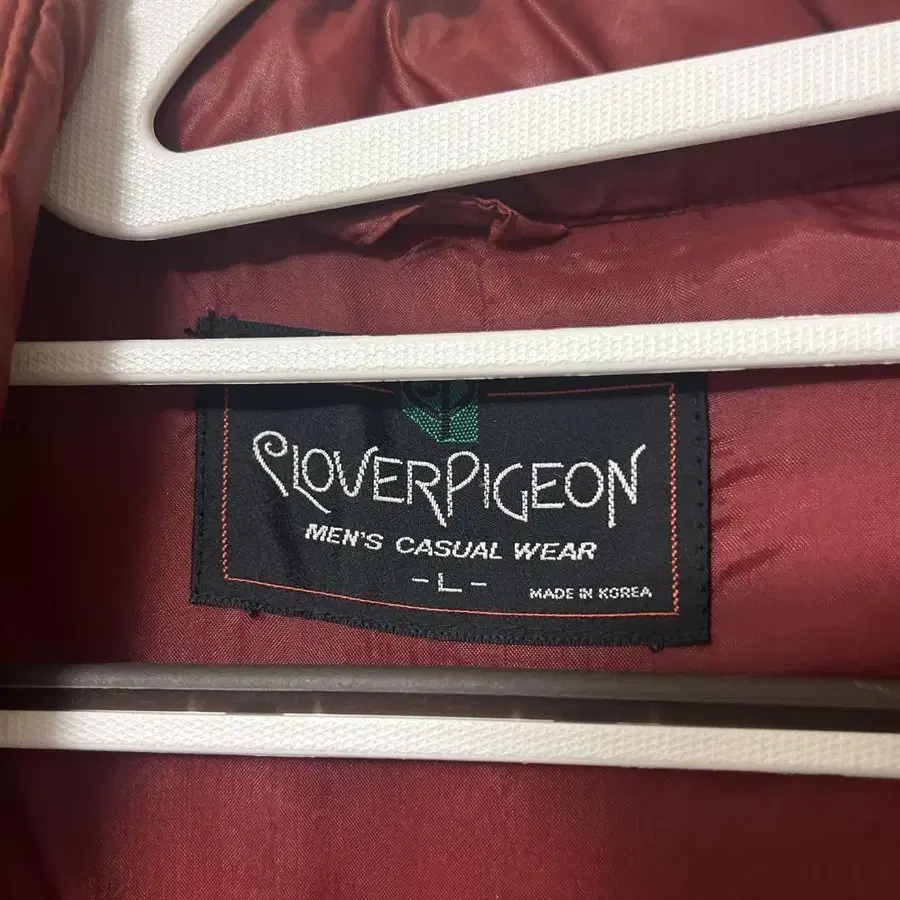 CLOVERPIGEON
MEN'S CASUAL WEAR
-L-
MADE IN KOREA